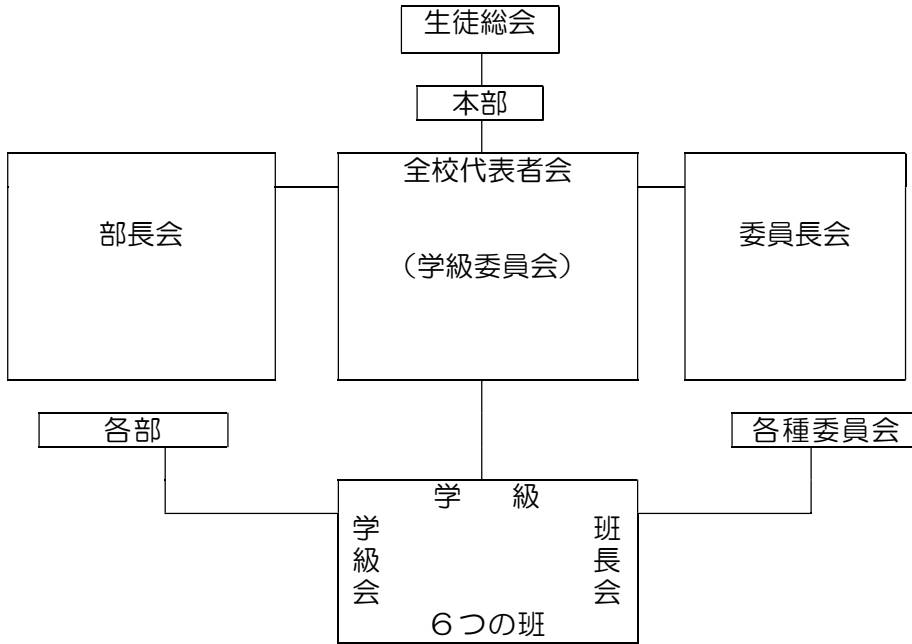 生徒総会
本部
全校代表者会
部長会
委員長会
（学級委員会）
各部
各種委員会
学　級
学級会
班長会
６つの班